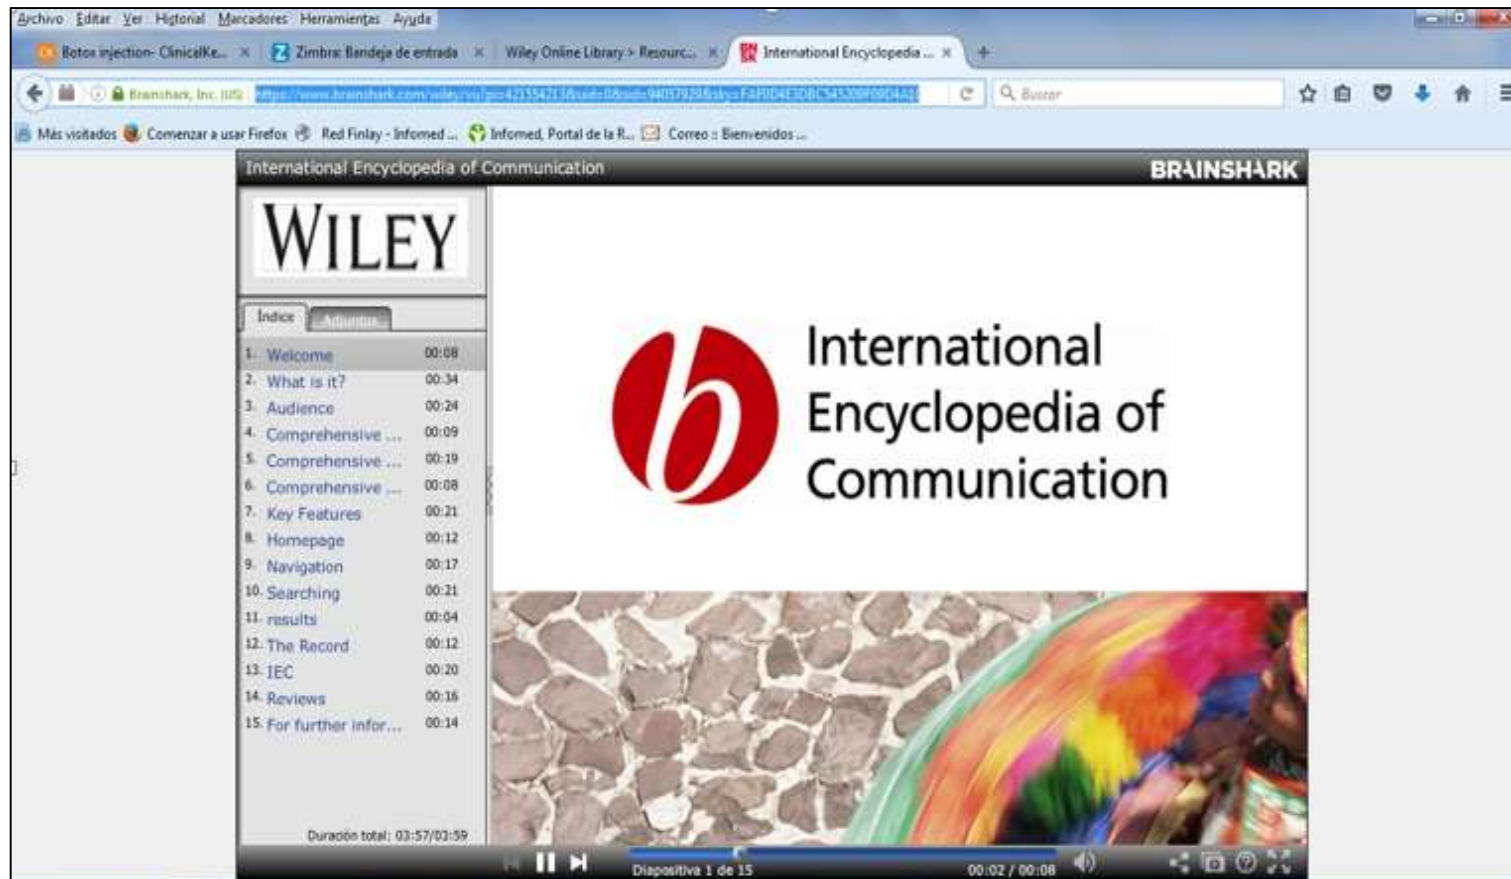 Archivo Editar Ver Historial Marcadores Herramientas Ayuda
Botox injection- ClinicalKe... Zimbra: Bandeja de entrada Wiley Online Library > Resourc... International Encyclopedia ...
Brainshark, Inc. (US) Buscar
Más visitados Comenzar a usar Firefox Red Finlay - Infomed ... Infomed, Portal de la R... Correo :: Bienvenidos ...
International Encyclopedia of Communication BRAINSHARK
WILEY
Índice Adjuntos
1. Welcome 00:08
2. What is it? 00:34
3. Audience 00:24
4. Comprehensive ... 00:09
5. Comprehensive ... 00:19
6. Comprehensive ... 00:08
7. Key Features 00:21
8. Homepage 00:12
9. Navigation 00:17
10. Searching 00:21
11. results 00:04
12. The Record 00:12
13. IEC 00:20
14. Reviews 00:16
15. For further infor... 00:14
Duración total: 03:57/03:59
b
International
Encyclopedia of
Communication
Diapositiva 1 de 15 00:02 / 00:08